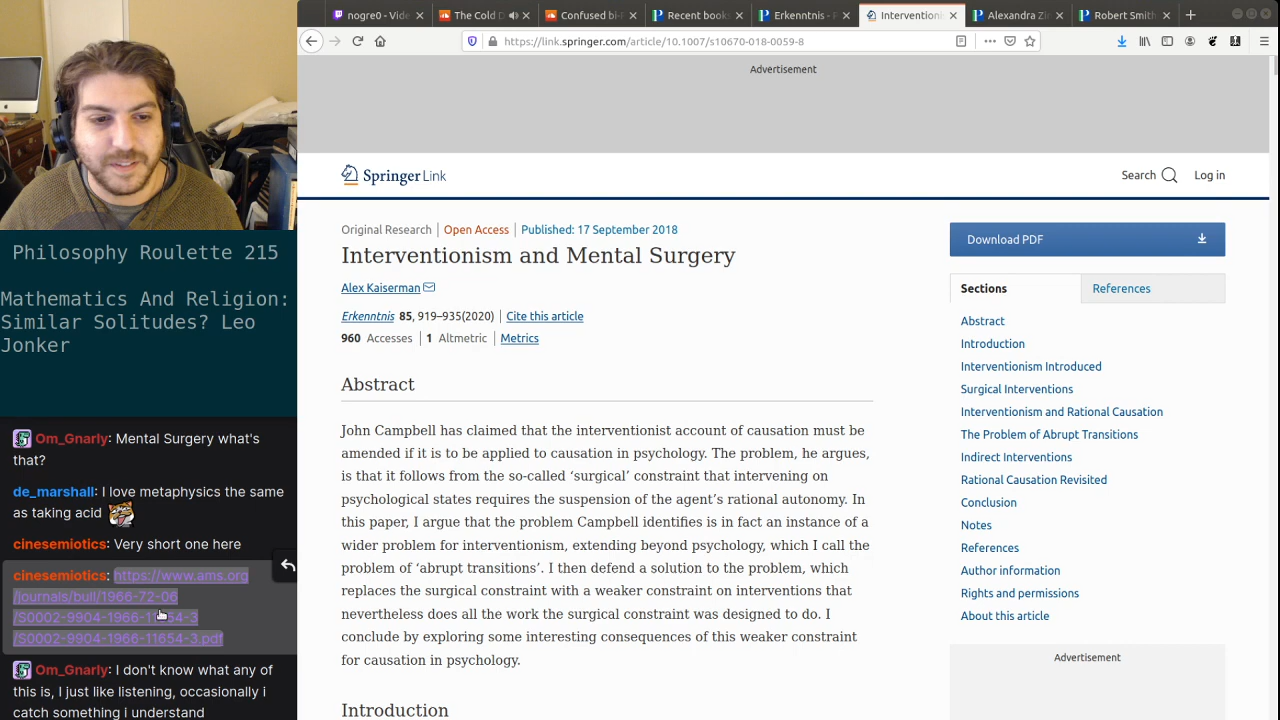 nogre0 - Vide
The Cold D
Confused bi-P
Recent books
Erkenntnis - P
Interventionis
Alexandra Zin
Robert Smith
https://link.springer.com/article/10.1007/s10670-018-0059-8
Advertisement
Springer Link
Search
Log in
Original Research | Open Access | Published: 17 September 2018
Interventionism and Mental Surgery
Alex Kaiserman
Erkenntnis 85, 919–935(2020) | Cite this article
960 Accesses | 1 Altmetric | Metrics
Abstract
John Campbell has claimed that the interventionist account of causation must be
amended if it is to be applied to causation in psychology. The problem, he argues,
is that it follows from the so-called ‘surgical’ constraint that intervening on
psychological states requires the suspension of the agent’s rational autonomy. In
this paper, I argue that the problem Campbell identifies is in fact an instance of a
wider problem for interventionism, extending beyond psychology, which I call the
problem of ‘abrupt transitions’. I then defend a solution to the problem, which
replaces the surgical constraint with a weaker constraint on interventions that
nevertheless does all the work the surgical constraint was designed to do. I
conclude by exploring some interesting consequences of this weaker constraint
for causation in psychology.
Introduction
Download PDF
Sections
References
Abstract
Introduction
Interventionism Introduced
Surgical Interventions
Interventionism and Rational Causation
The Problem of Abrupt Transitions
Indirect Interventions
Rational Causation Revisited
Conclusion
Notes
References
Author information
Rights and permissions
About this article
Advertisement
Philosophy Roulette 215
Mathematics And Religion:
Similar Solitudes? Leo
Jonker
Om_Gnarly: Mental Surgery what's
that?
de_marshall: I love metaphysics the same
as taking acid
cinesemiotics: Very short one here
cinesemiotics: https://www.ams.org
/journals/bull/1966-72-06
/S0002-9904-1966-11654-3
/S0002-9904-1966-11654-3.pdf
Om_Gnarly: I don't know what any of
this is, I just like listening, occasionally i
catch something i understand